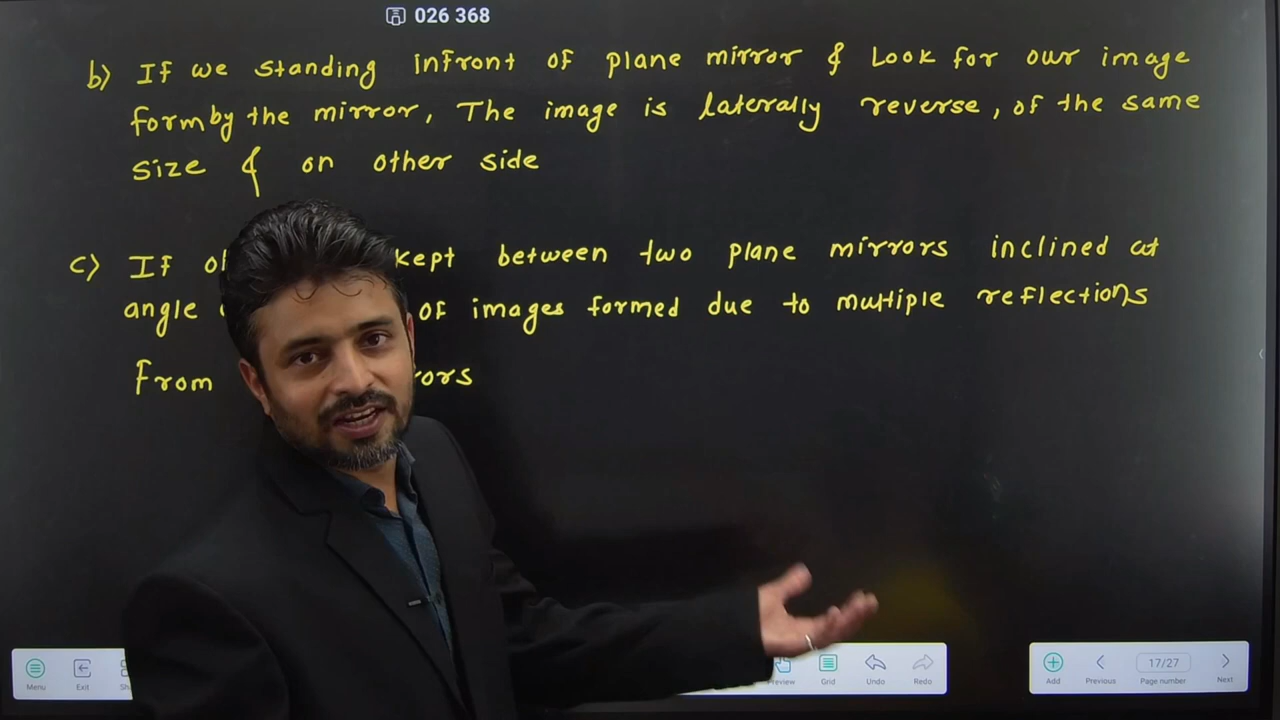 026 368
b) If we standing infront of plane mirror & Look for our image
form by the mirror, The image is laterally reverse, of the same
size & on other side
c) If kept between two plane mirrors inclined at
angle of images formed due to multiple reflections
From
Menu Exit Preview Grid Undo Redo Add Previous 17/27 Page number Next